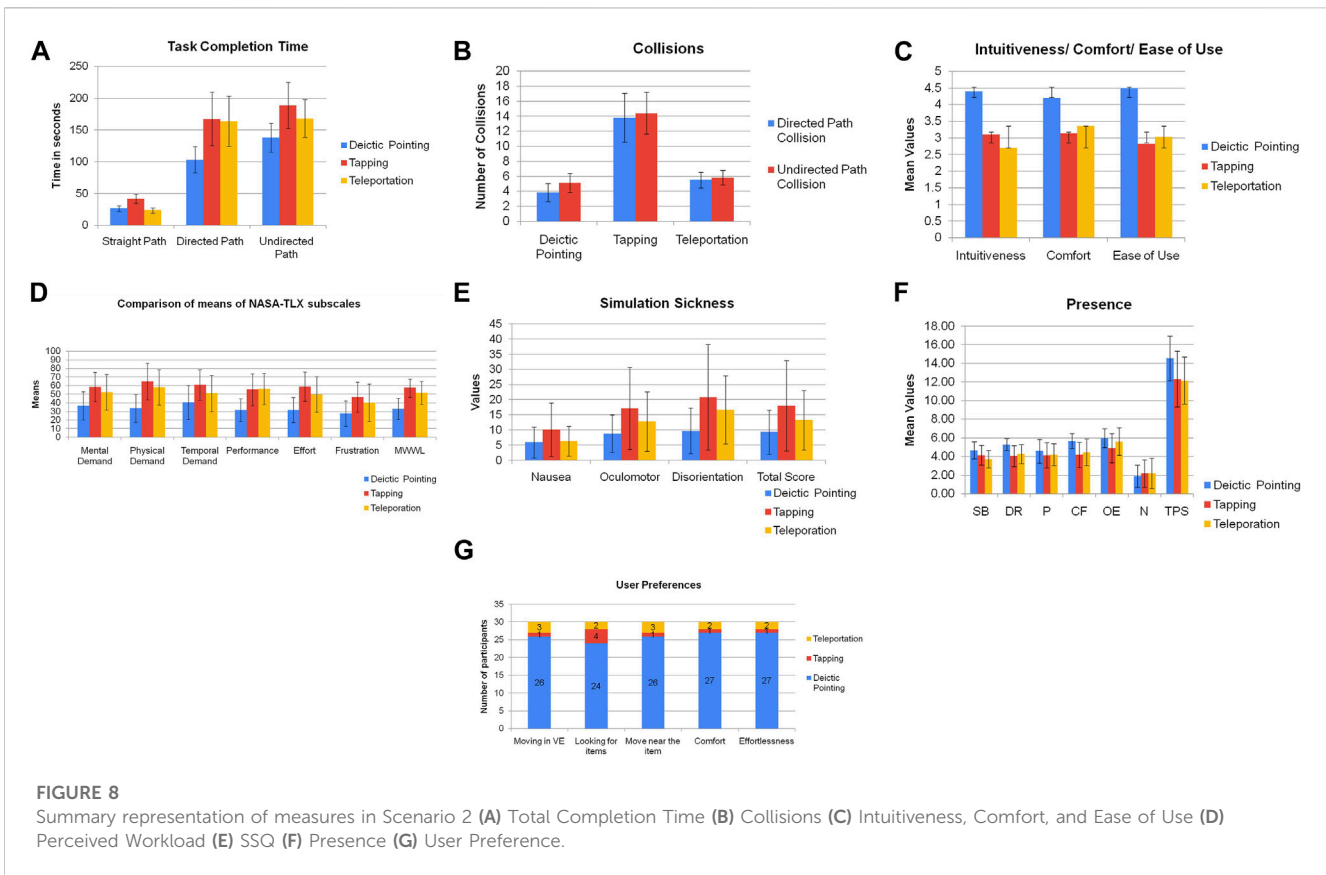 A
Task Completion Time
Time in seconds
250
200
150
100
50
0
Straight Path
Directed Path
Undirected
Path
Deictic Pointing
Tapping
Teleportation
B
Collisions
Number of Collisions
20
18
16
14
12
10
8
6
4
2
0
Deictic
Pointing
Tapping
Teleportation
Directed Path
Collision
Undirected Path
Collision
C
Intuitiveness/ Comfort/ Ease of Use
Mean Values
4.5
4
3.5
3
2.5
2
1.5
1
0.5
0
Intuitiveness
Comfort
Ease of Use
Deictic Pointing
Tapping
Teleportation
D
Comparison of means of NASA-TLX subscales
Means
100
90
80
70
60
50
40
30
20
10
0
Mental
Demand
Physical
Demand
Temporal
Demand
Performance
Effort
Frustration
MWWL
Deictic Pointing
Tapping
Teleporation
E
Simulation Sickness
Values
45
40
35
30
25
20
15
10
5
0
Nausea
Oculomotor
Disorientation
Total Score
Deictic Pointing
Tapping
Teleportation
F
Presence
Mean Values
18.00
16.00
14.00
12.00
10.00
8.00
6.00
4.00
2.00
0.00
SB
DR
P
CF
OE
N
TPS
Deictic Pointing
Tapping
Teleporation
G
User Preferences
Number of participants
35
30
25
20
15
10
5
0
3
1
26
2
4
24
3
1
26
2
1
27
2
1
27
Moving in VE
Looking for
items
Move near the
item
Comfort
Effortlessness
Teleportation
Tapping
Deictic
Pointing
FIGURE 8
Summary representation of measures in Scenario 2 (A) Total Completion Time (B) Collisions (C) Intuitiveness, Comfort, and Ease of Use (D)
Perceived Workload (E) SSQ (F) Presence (G) User Preference.